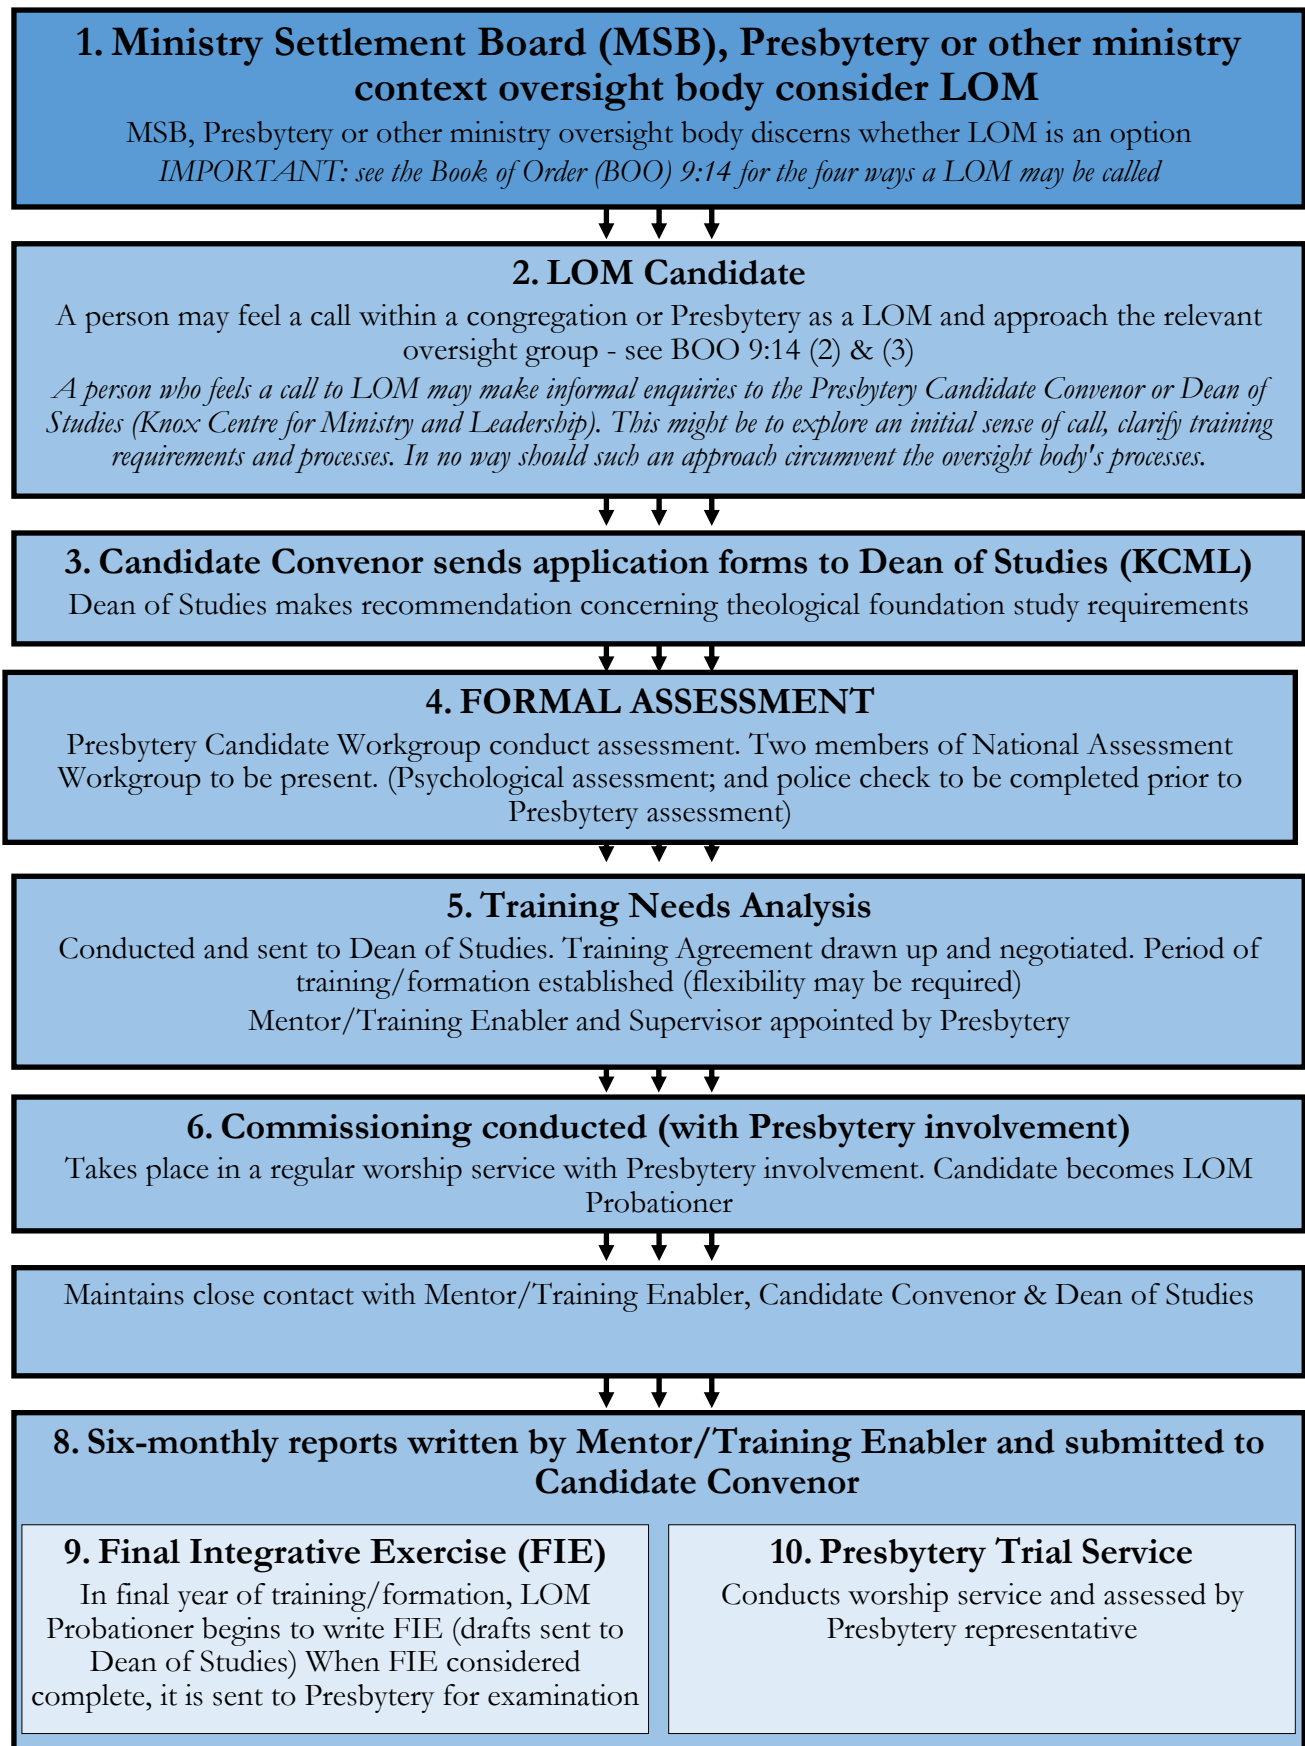 1. Ministry Settlement Board (MSB), Presbytery or other ministry
context oversight body consider LOM
MSB, Presbytery or other ministry oversight body discerns whether LOM is an option
IMPORTANT: see the Book of Order (BOO) 9:14 for the four ways a LOM may be called
2. LOM Candidate
A person may feel a call within a congregation or Presbytery as a LOM and approach the relevant
oversight group - see BOO 9:14 (2) & (3)
A person who feels a call to LOM may make informal enquiries to the Presbytery Candidate Convenor or Dean of
Studies (Knox Centre for Ministry and Leadership). This might be to explore an initial sense of call, clarify training
requirements and processes. In no way should such an approach circumvent the oversight body's processes.
3. Candidate Convenor sends application forms to Dean of Studies (KCML)
Dean of Studies makes recommendation concerning theological foundation study requirements
4. FORMAL ASSESSMENT
Presbytery Candidate Workgroup conduct assessment. Two members of National Assessment
Workgroup to be present. (Psychological assessment; and police check to be completed prior to
Presbytery assessment)
5. Training Needs Analysis
Conducted and sent to Dean of Studies. Training Agreement drawn up and negotiated. Period of
training/formation established (flexibility may be required)
Mentor/Training Enabler and Supervisor appointed by Presbytery
6. Commissioning conducted (with Presbytery involvement)
Takes place in a regular worship service with Presbytery involvement. Candidate becomes LOM
Probationer
Maintains close contact with Mentor/Training Enabler, Candidate Convenor & Dean of Studies
8. Six-monthly reports written by Mentor/Training Enabler and submitted to
Candidate Convenor
9. Final Integrative Exercise (FIE)
In final year of training/formation, LOM
Probationer begins to write FIE (drafts sent to
Dean of Studies) When FIE considered
complete, it is sent to Presbytery for examination
10. Presbytery Trial Service
Conducts worship service and assessed by
Presbytery representative